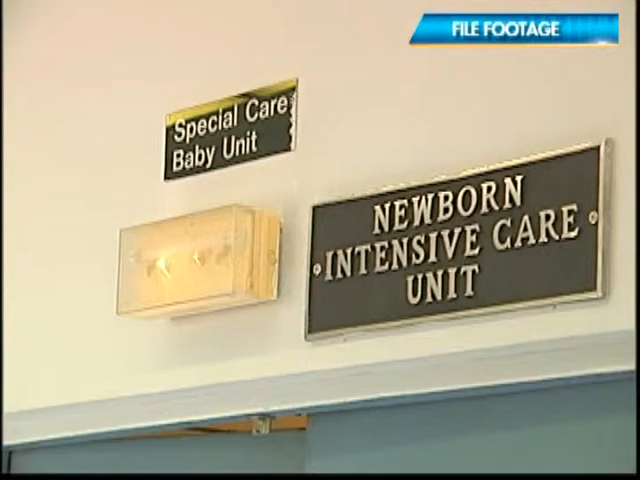 FILE FOOTAGE
Special Care
Baby Unit
NEWBORN
INTENSIVE CARE
UNIT